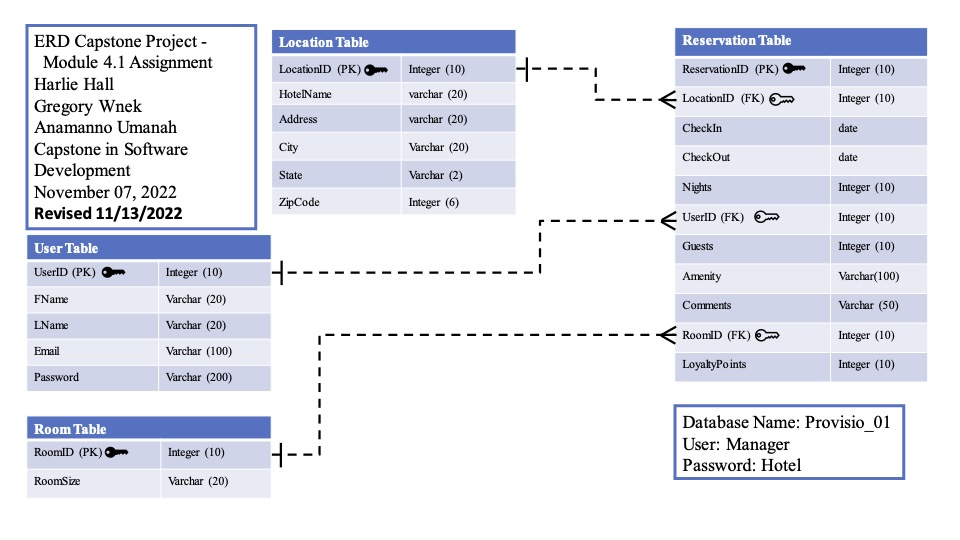 ERD Capstone Project -
Module 4.1 Assignment
Harlie Hall
Gregory Wnek
Anamanno Umanah
Capstone in Software
Development
November 07, 2022
Revised 11/13/2022
Location Table
LocationID (PK) Integer (10)
HotelName varchar (20)
Address varchar (20)
City Varchar (20)
State Varchar (2)
ZipCode Integer (6)
Reservation Table
ReservationID (PK) Integer (10)
LocationID (FK) Integer (10)
CheckIn date
CheckOut date
Nights Integer (10)
UserID (FK) Integer (10)
Guests Integer (10)
Amenity Varchar(100)
Comments Varchar (50)
RoomID (FK) Integer (10)
LoyaltyPoints Integer (10)
User Table
UserID (PK) Integer (10)
FName Varchar (20)
LName Varchar (20)
Email Varchar (100)
Password Varchar (200)
Room Table
RoomID (PK) Integer (10)
RoomSize Varchar (20)
Database Name: Provisio_01
User: Manager
Password: Hotel